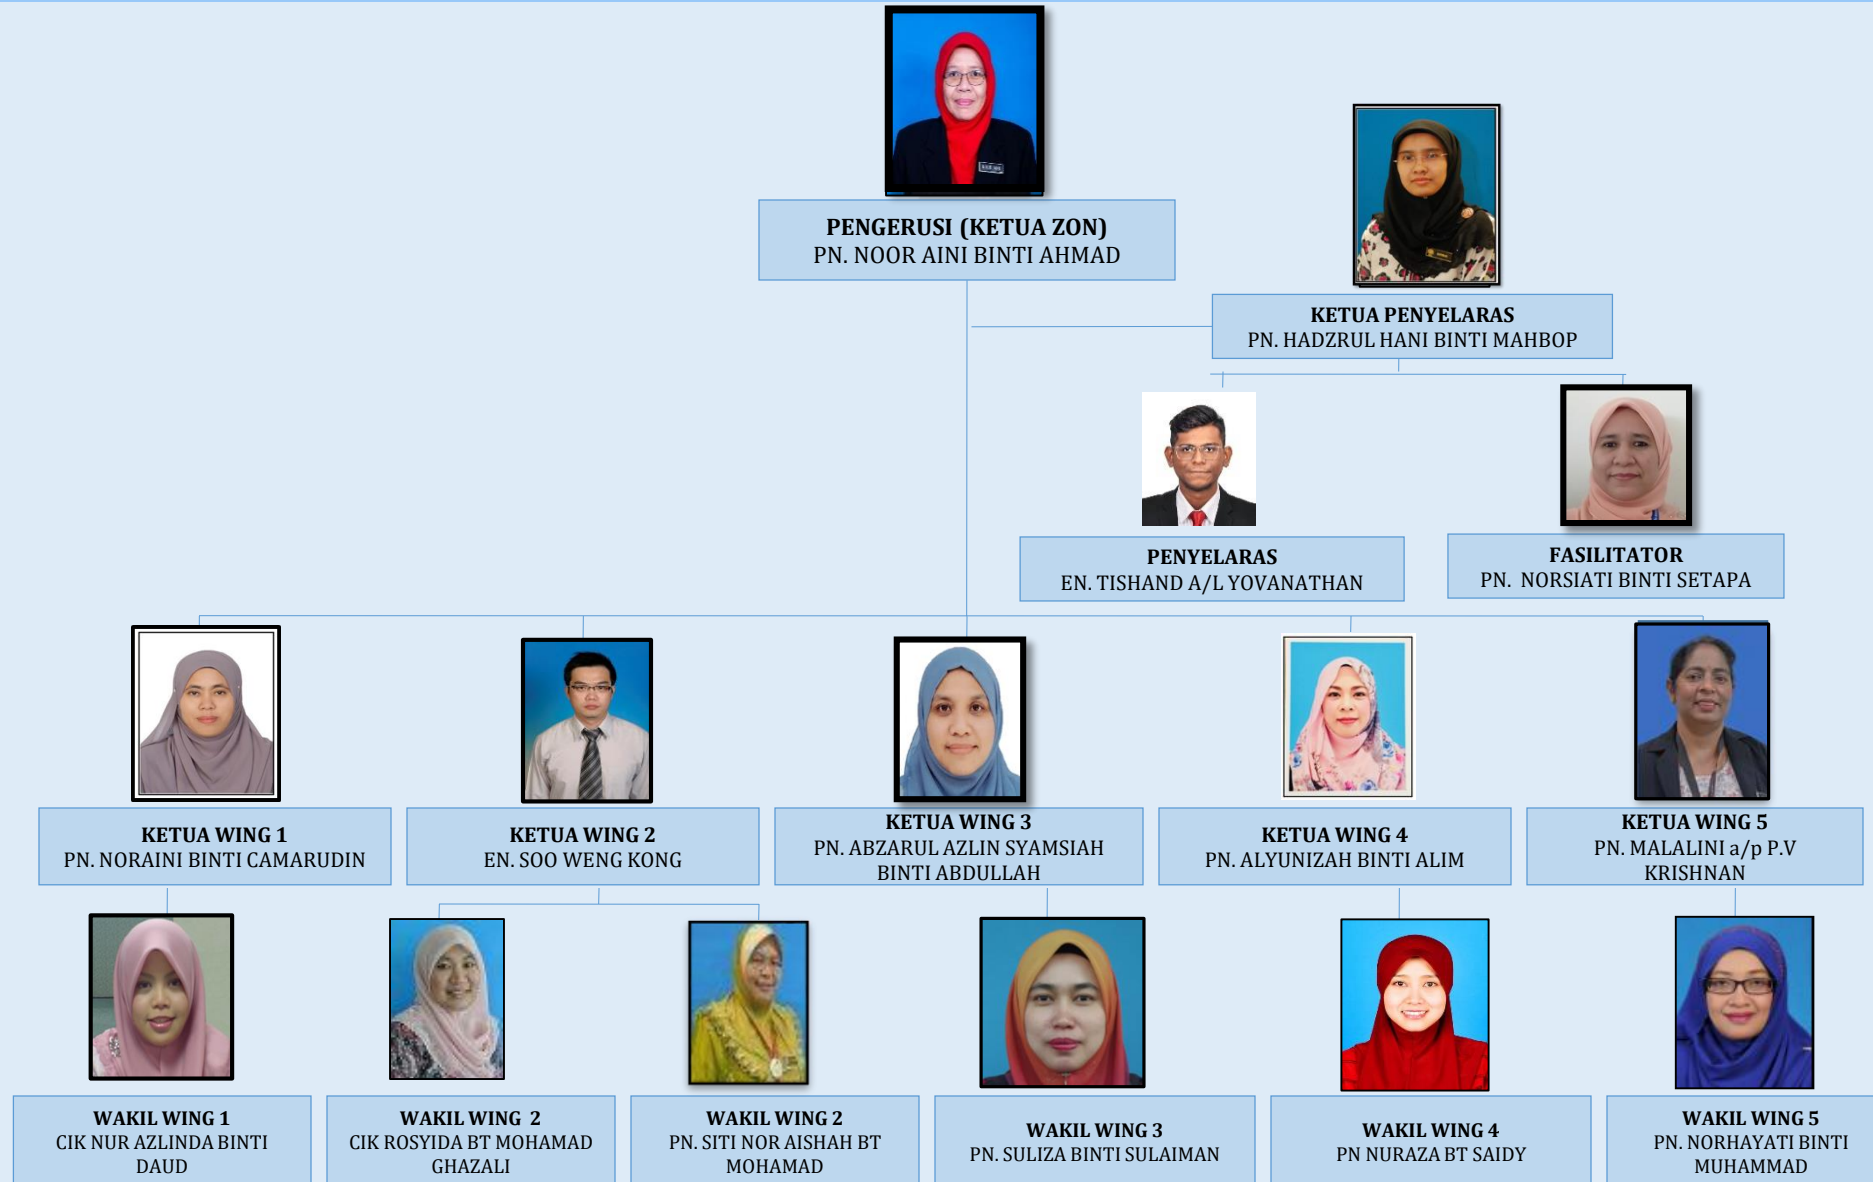 PENGERUSI (KETUA ZON)
PN. NOOR AINI BINTI AHMAD
KETUA PENYELARAS
PN. HADZRUL HANI BINTI MAHBOP
PENYELARAS
EN. TISHAND A/L YOVANATHAN
FASILITATOR
PN. NORSIATI BINTI SETAPA
KETUA WING 1
PN. NORAINI BINTI CAMARUDIN
KETUA WING 2
EN. SOO WENG KONG
KETUA WING 3
PN. ABZARUL AZLIN SYAMSIAH
BINTI ABDULLAH
KETUA WING 4
PN. ALYUNIZAH BINTI ALIM
KETUA WING 5
PN. MALALINI a/p P.V
KRISHNAN
WAKIL WING 1
CIK NUR AZLINDA BINTI
DAUD
WAKIL WING 2
CIK ROSYIDA BT MOHAMAD
GHAZALI
WAKIL WING 2
PN. SITI NOR AISHAH BT
MOHAMAD
WAKIL WING 3
PN. SULIZA BINTI SULAIMAN
WAKIL WING 4
PN NURAZA BT SAIDY
WAKIL WING 5
PN. NORHAYATI BINTI
MUHAMMAD